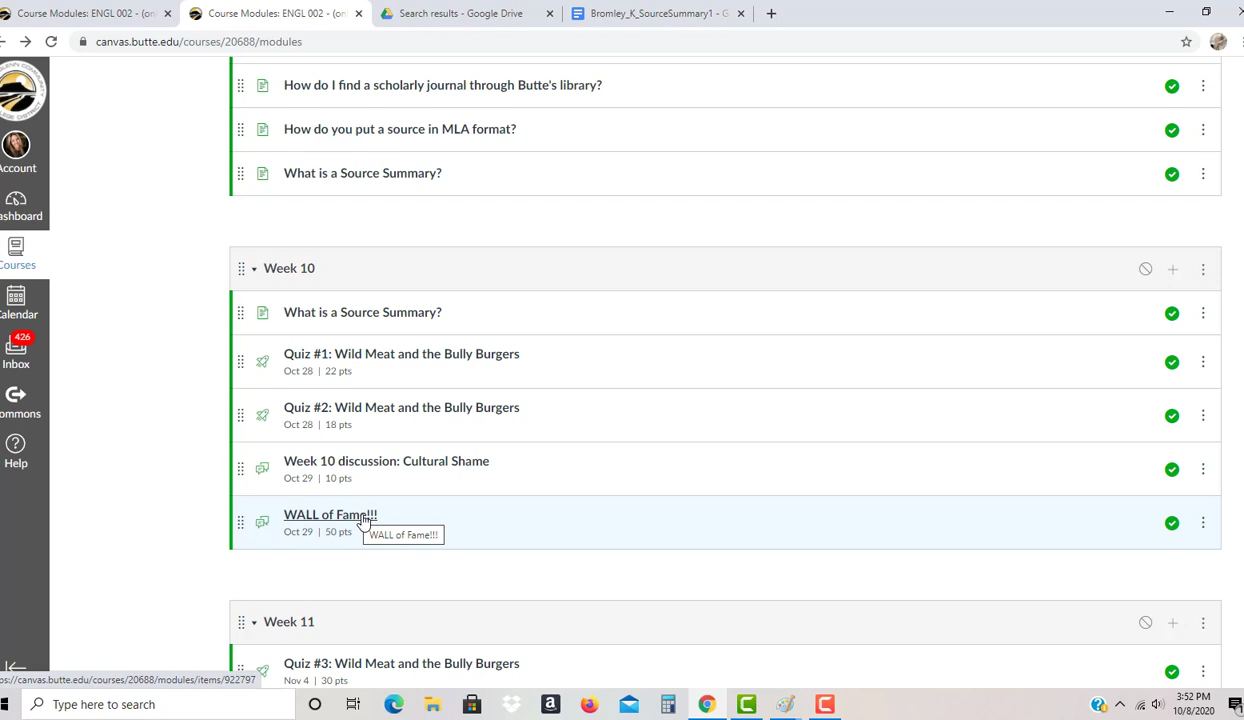 Course Modules: ENGL 002 - (on
Course Modules: ENGL 002 - (on
Search results - Google Drive
Bromley_K_SourceSummary1 - G
canvas.butte.edu/courses/20688/modules
How do I find a scholarly journal through Butte's library?
How do you put a source in MLA format?
What is a Source Summary?
Account
ashboard
Courses
Calendar
426
Inbox
ommons
Help
Week 10
What is a Source Summary?
Quiz #1: Wild Meat and the Bully Burgers
Oct 28 | 22 pts
Quiz #2: Wild Meat and the Bully Burgers
Oct 28 | 18 pts
Week 10 discussion: Cultural Shame
Oct 29 | 10 pts
WALL of Fame!!!
Oct 29 | 50 pts
WALL of Fame!!!
Week 11
Quiz #3: Wild Meat and the Bully Burgers
Nov 4 | 30 pts
ps://canvas.butte.edu/courses/20688/modules/items/922797
Type here to search
3:52 PM
10/8/2020